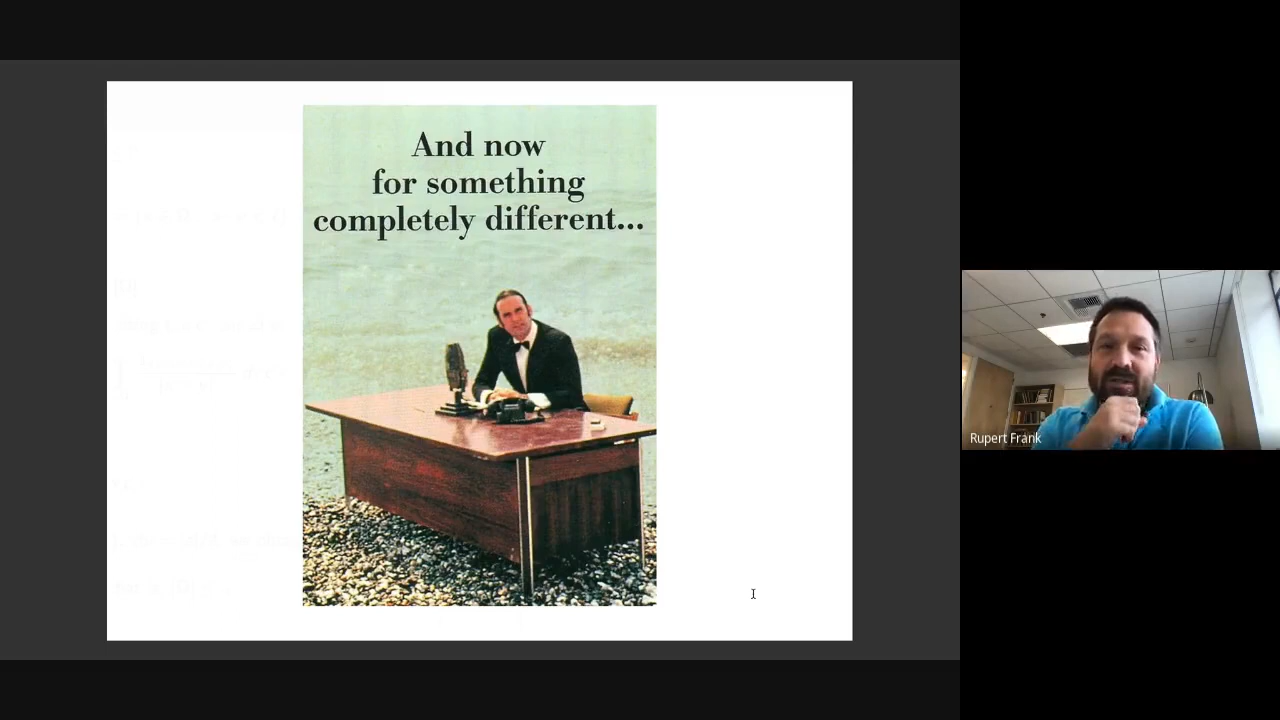 And now
for something
completely different...
Rupert Frank